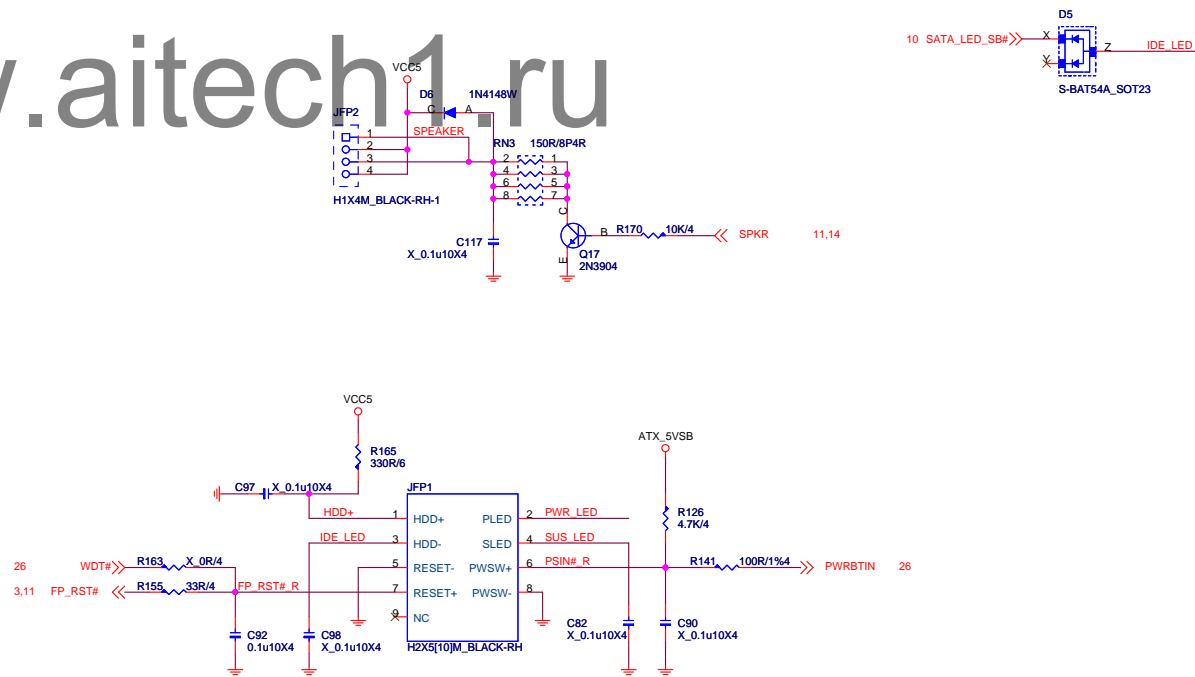 D5
10 SATA_LED_SB#
X
Y
Z
IDE_LED
S-BAT54A_SOT23
.aitech1.ru
VCC5
D6
1N4148W
C
A
JFP2
1
2
3
4
SPEAKER
H1X4M_BLACK-RH-1
RN3
150R/8P4R
2
1
4
3
6
5
8
7
C
B
E
R170
10K/4
SPKR
11,14
Q17
2N3904
C117
X_0.1u10X4
VCC5
R165
330R/6
ATX_5VSB
C97
X_0.1u10X4
JFP1
R126
4.7K/4
HDD+
1
HDD+
PLED
2
PWR_LED
IDE_LED
3
HDD-
SLED
4
SUS_LED
26
WDT#
R163
X_0R/4
5
RESET-
PWSW+
6
PSIN#_R
R141
100R/1%4
PWRBTIN
26
3,11
FP_RST#
R155
33R/4
FP_RST#_R
7
RESET+
PWSW-
8
9
NC
C92
0.1u10X4
C98
X_0.1u10X4
H2X5[10]M_BLACK-RH
C82
X_0.1u10X4
C90
X_0.1u10X4